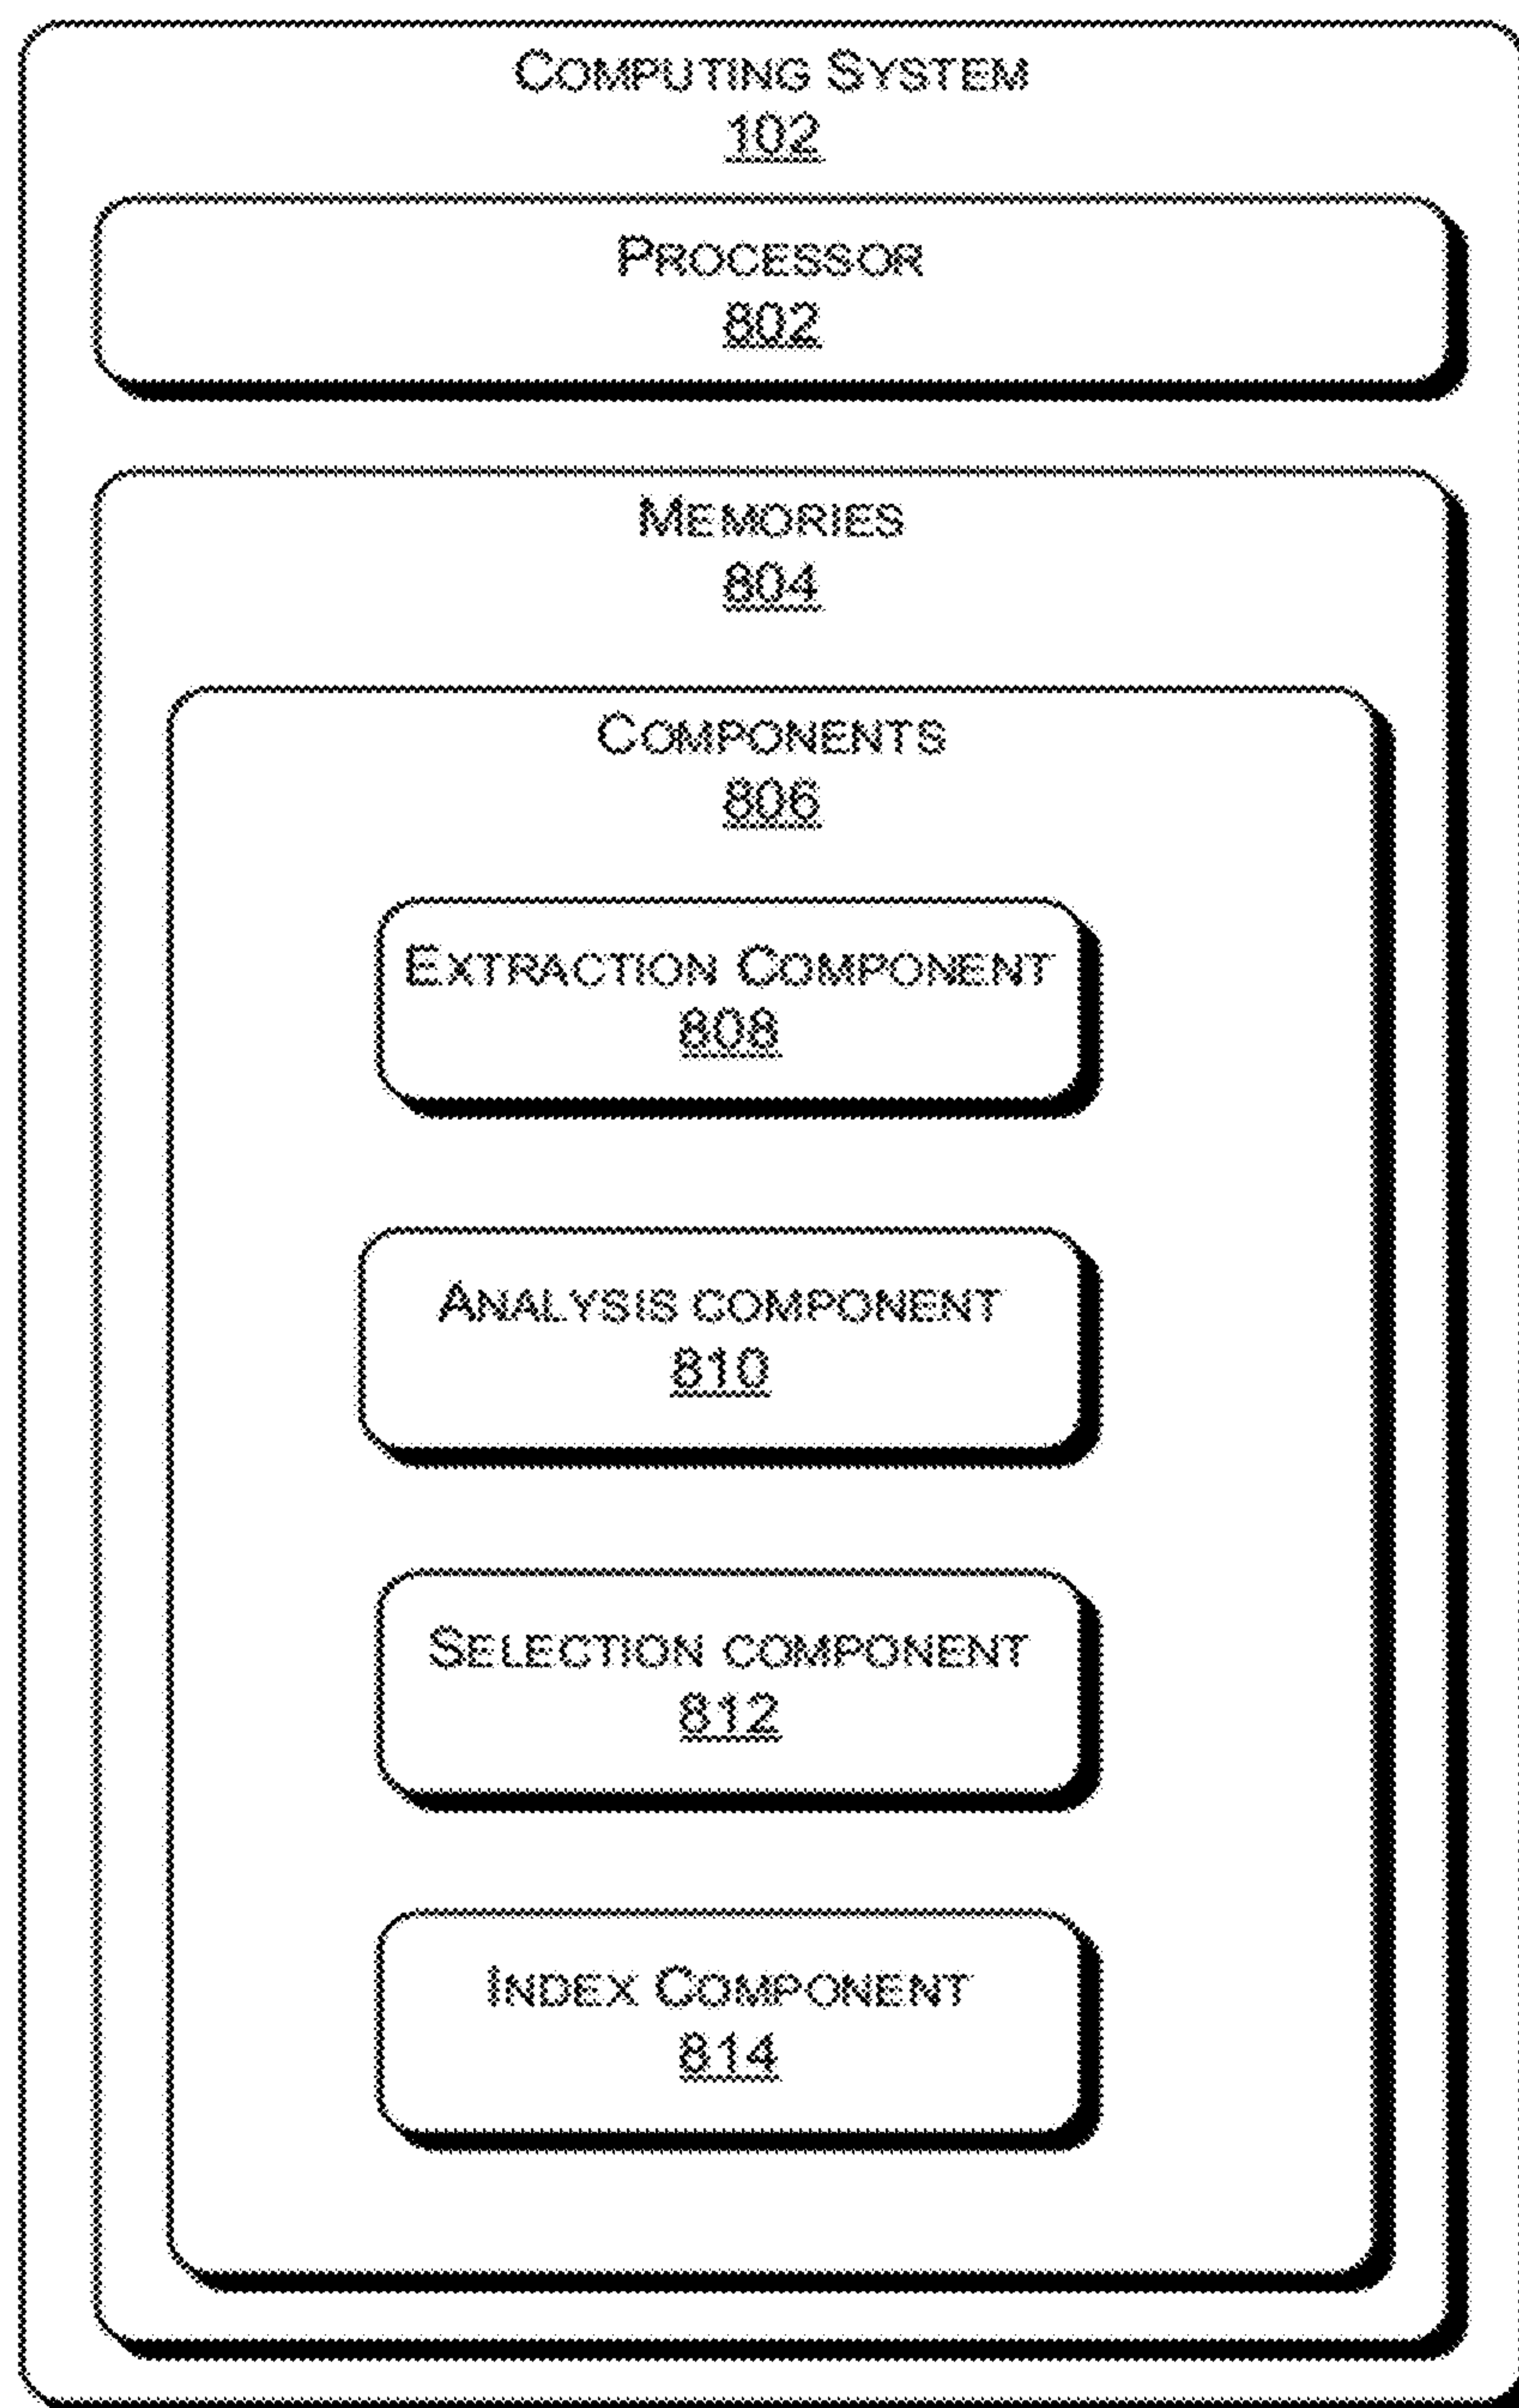 COMPUTING SYSTEM
102
PROCESSOR
802
MEMORIES
804
COMPONENTS
806
EXTRACTION COMPONENT
808
ANALYSIS COMPONENT
810
SELECTION COMPONENT
812
INDEX COMPONENT
814